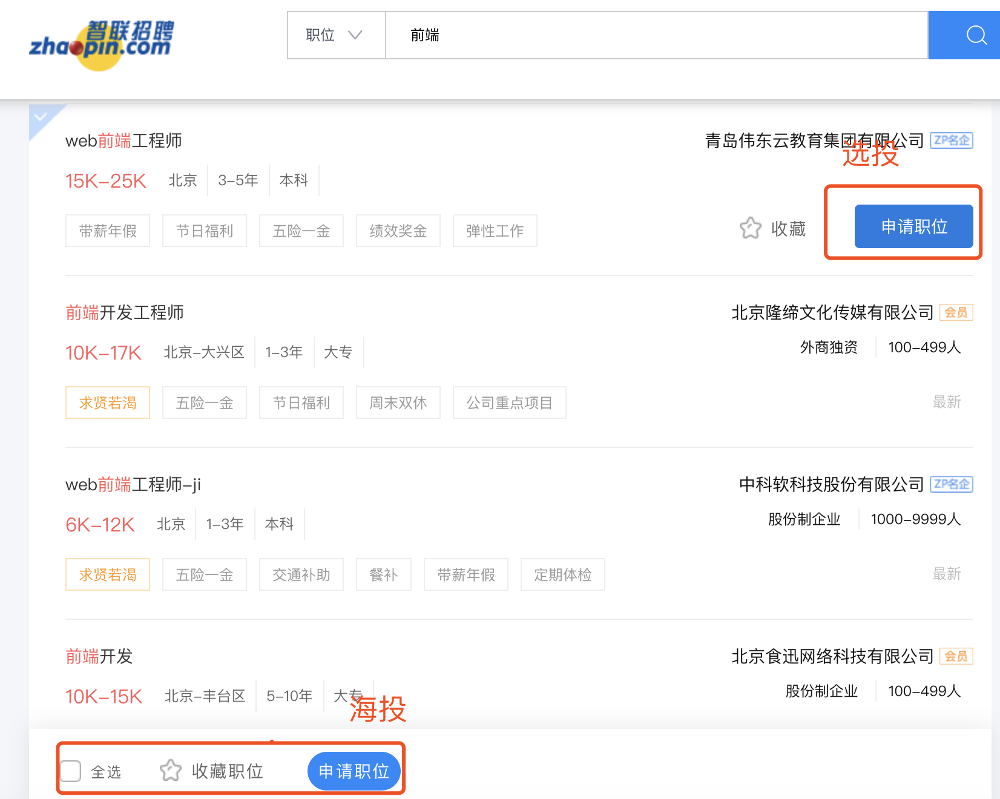 智联招聘
zhaopin.com
职位
前端
web前端工程师
青岛伟东云教育集团有限公司 ZP名企
选投
15K-25K 北京 3-5年 本科
带薪年假 节日福利 五险一金 绩效奖金 弹性工作
收藏 申请职位
前端开发工程师
北京隆缔文化传媒有限公司 会员
10K-17K 北京-大兴区 1-3年 大专
外商独资 100-499人
求贤若渴 五险一金 节日福利 周末双休 公司重点项目
最新
web前端工程师-ji
中科软科技股份有限公司 ZP名企
6K-12K 北京 1-3年 本科
股份制企业 1000-9999人
求贤若渴 五险一金 交通补助 餐补 带薪年假 定期体检
最新
前端开发
北京食迅网络科技有限公司 会员
10K-15K 北京-丰台区 5-10年 大专
股份制企业 100-499人
海投
全选 收藏职位 申请职位